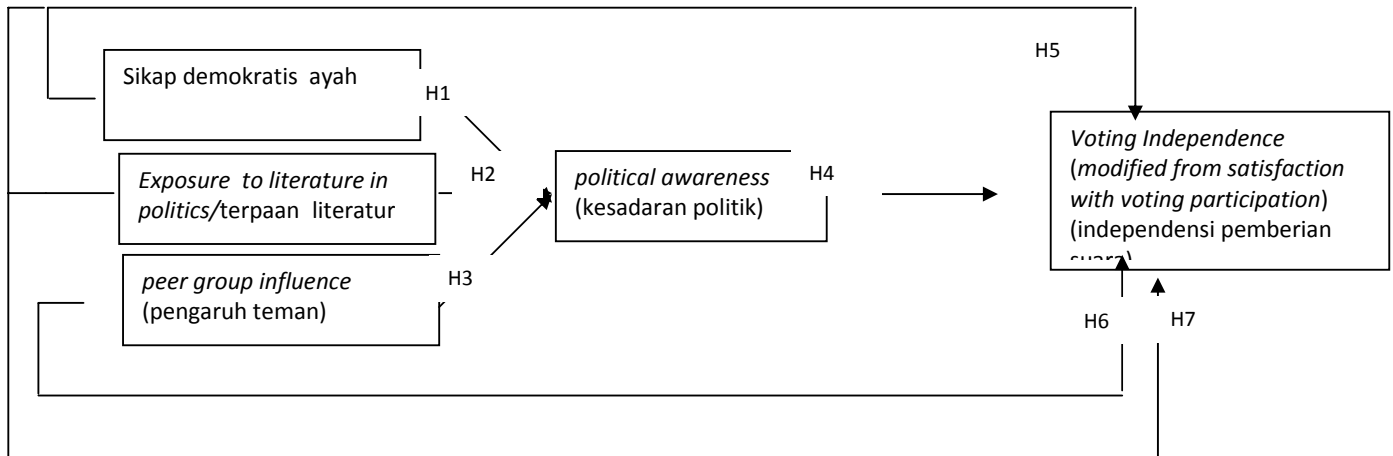 H5
Sikap demokratis ayah
H1
Exposure to literature in
politics/terpaan literatur
H2
peer group influence
(pengaruh teman)
H3
political awareness
(kesadaran politik)
H4
Voting Independence
(modified from satisfaction
with voting participation)
(independensi pemberian
suara)
H6
H7